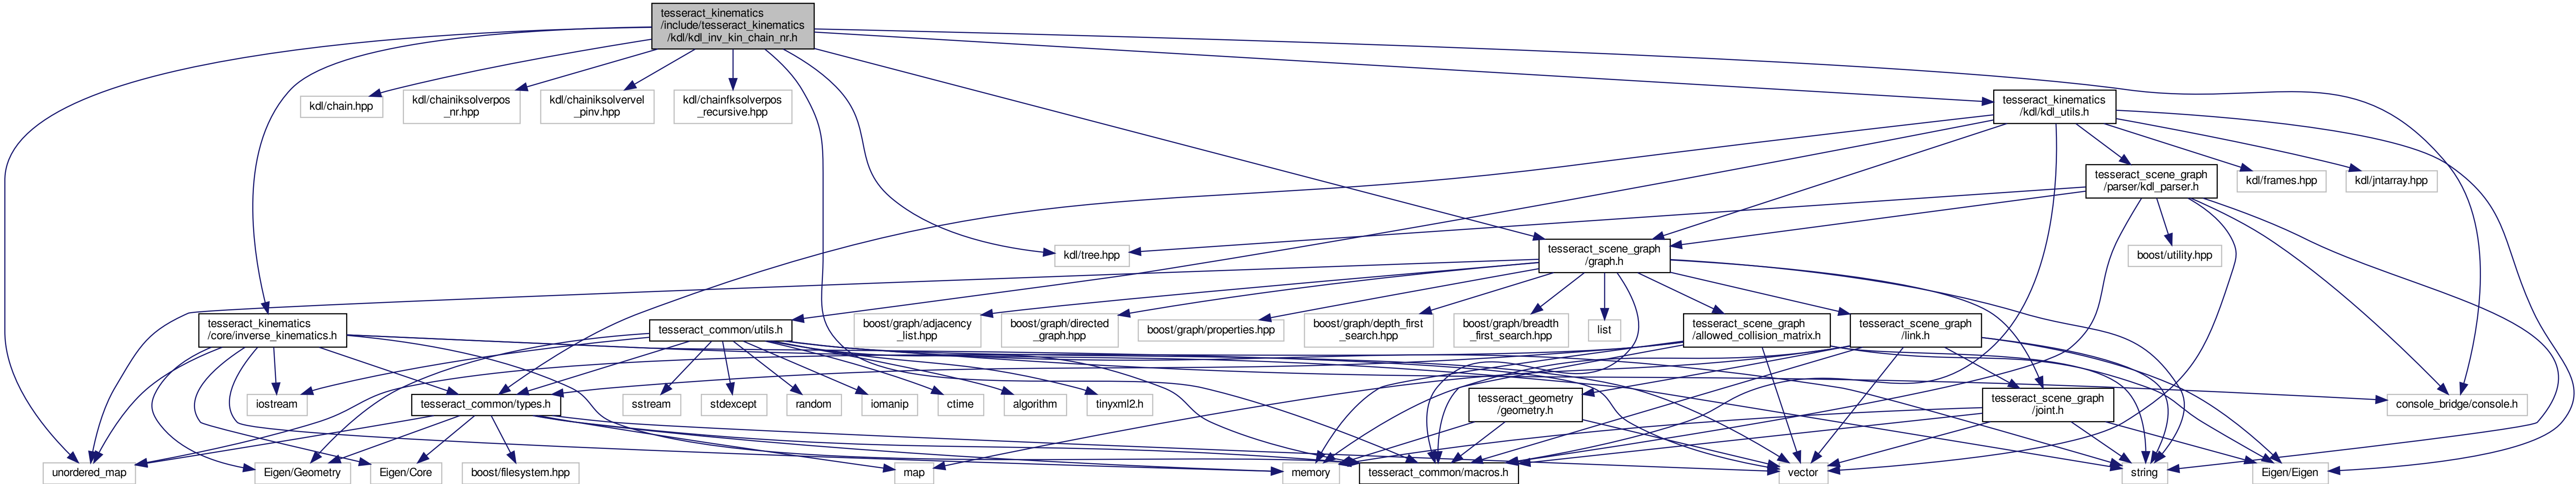 tesseract_kinematics
/include/tesseract_kinematics
/kdl/kdl_inv_kin_chain_nr.h
kdl/chain.hpp
kdl/chainiksolverpos
_nr.hpp
kdl/chainiksolvervel
_pinv.hpp
kdl/chainfksolverpos
_recursive.hpp
tesseract_kinematics
/kdl/kdl_utils.h
tesseract_scene_graph
/parser/kdl_parser.h
kdl/frames.hpp
kdl/jntarray.hpp
kdl/tree.hpp
tesseract_scene_graph
/graph.h
boost/utility.hpp
tesseract_kinematics
/core/inverse_kinematics.h
tesseract_common/utils.h
boost/graph/adjacency
_list.hpp
boost/graph/directed
_graph.hpp
boost/graph/properties.hpp
boost/graph/depth_first
_search.hpp
boost/graph/breadth
_first_search.hpp
list
tesseract_scene_graph
/allowed_collision_matrix.h
tesseract_scene_graph
/link.h
iostream
tesseract_common/types.h
sstream
stdexcept
random
iomanip
ctime
algorithm
tinyxml2.h
tesseract_geometry
/geometry.h
tesseract_scene_graph
/joint.h
console_bridge/console.h
unordered_map
Eigen/Geometry
Eigen/Core
boost/filesystem.hpp
memory
map
tesseract_common/macros.h
vector
string
Eigen/Eigen